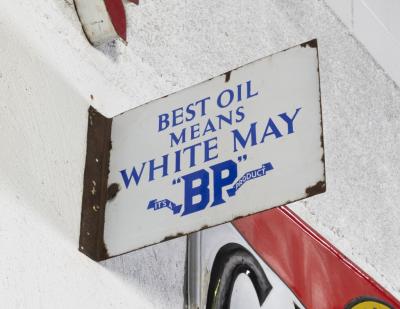 BEST OIL
MEANS
WHITE MAY
IT'S A "BP" PRODUCT